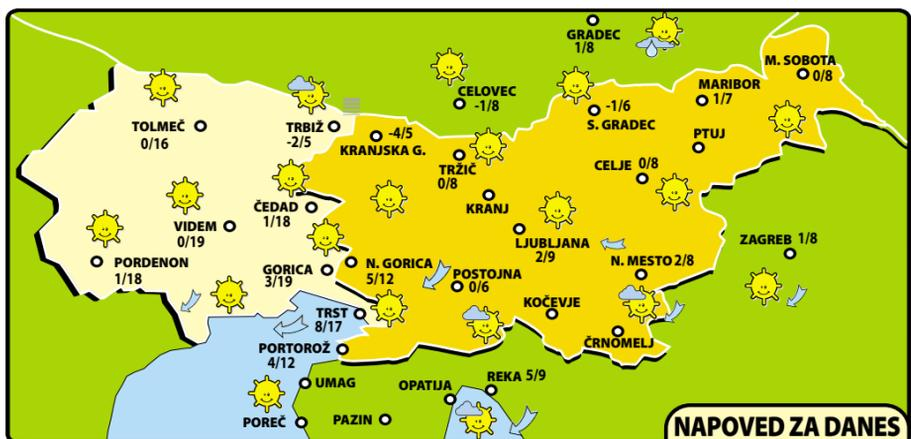 GRADEC
1/8
M. SOBOTA
0/8
CELOVEC
-1/8
MARIBOR
1/7
-1/6
S. GRADEC
TOLMEČ
0/16
TRBIŽ
-2/5
-4/5
KRANJSKA G.
PTUJ
TRŽIČ
0/8
CELJE 0/8
KRANJ
ČEDAD
1/18
VIDEM
0/19
LJUBLJANA
2/9
ZAGREB 1/8
PORDENON
1/18
GORICA
3/19
N. GORICA
5/12
POSTOJNA
0/6
N. MESTO 2/8
KOČEVJE
TRST
8/17
ČRNOMELJ
PORTOROŽ
4/12
UMAG
OPATIJA
REKA 5/9
POREČ
PAZIN
NAPOVED ZA DANES